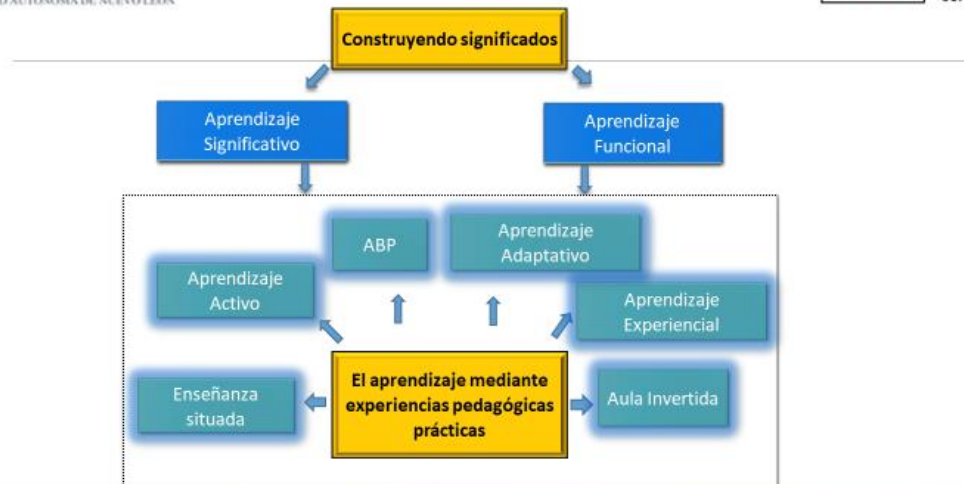 Construyendo significados
Aprendizaje
Significativo
Aprendizaje
Funcional
ABP
Aprendizaje
Adaptativo
Aprendizaje
Activo
Aprendizaje
Experiencial
Enseñanza
situada
El aprendizaje mediante
experiencias pedagógicas
prácticas
Aula Invertida